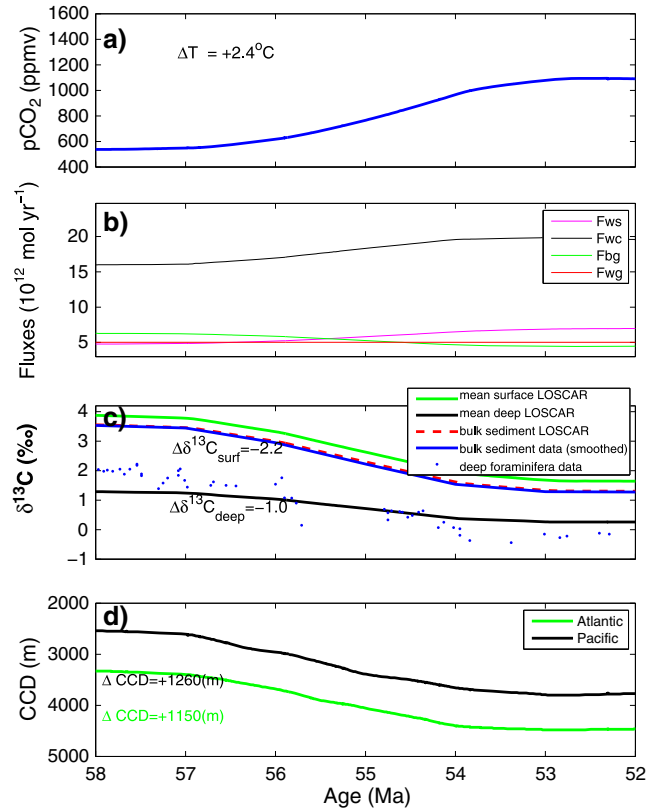 1600
1400
1200
1000
800
600
400
pCO2 (ppmv)
a)
ΔT = +2.4°C
20
15
10
5
Fluxes (10^12 mol yr^−1)
b)
Fws
Fwc
Fbg
Fwg
4
3
2
1
0
−1
δ13C (‰)
c)
mean surface LOSCAR
mean deep LOSCAR
bulk sediment LOSCAR
bulk sediment data (smoothed)
deep foraminifera data
Δδ13Csurf=−2.2
Δδ13Cdeep=−1.0
2000
3000
4000
5000
CCD (m)
d)
Atlantic
Pacific
Δ CCD=+1260(m)
Δ CCD=+1150(m)
58 57 56 55 54 53 52
Age (Ma)